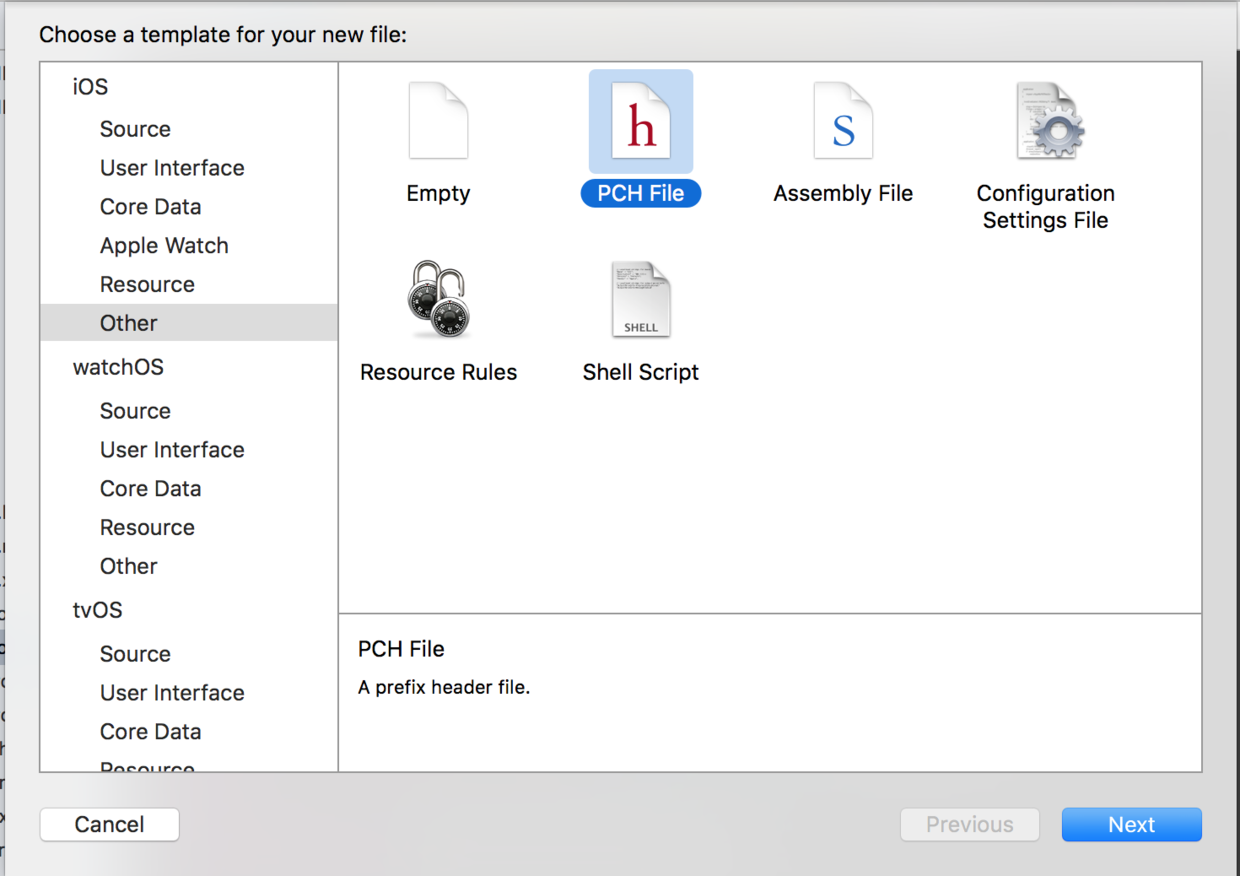 Choose a template for your new file:
iOS
Source
User Interface
Core Data
Apple Watch
Resource
Other
watchOS
Source
User Interface
Core Data
Resource
Other
tvOS
Source
User Interface
Core Data
Resource
Empty
h
PCH File
S
Assembly File
Configuration
Settings File
Resource Rules
SHELL
Shell Script
PCH File
A prefix header file.
Cancel
Previous
Next